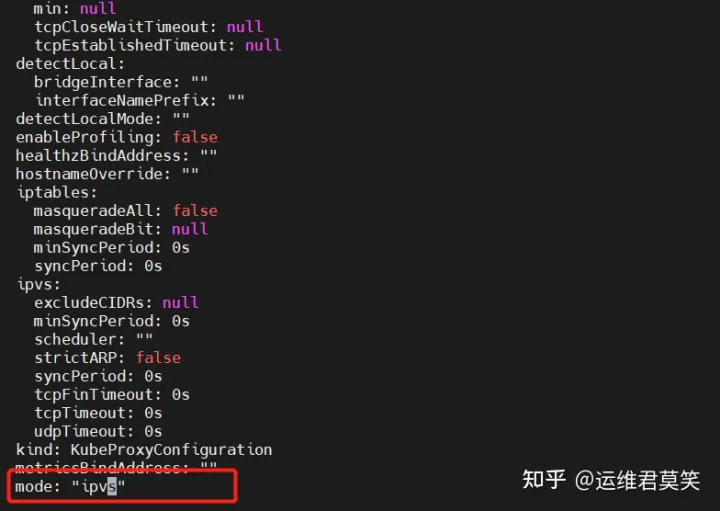 min: null
tcpCloseWaitTimeout: null
tcpEstablishedTimeout: null
detectLocal:
bridgeInterface: ""
interfaceNamePrefix: ""
detectLocalMode: ""
enableProfiling: false
healthzBindAddress: ""
hostnameOverride: ""
iptables:
masqueradeAll: false
masqueradeBit: null
minSyncPeriod: 0s
syncPeriod: 0s
ipvs:
excludeCIDRs: null
minSyncPeriod: 0s
scheduler: ""
strictARP: false
syncPeriod: 0s
tcpFinTimeout: 0s
tcpTimeout: 0s
udpTimeout: 0s
kind: KubeProxyConfiguration
metricsBindAddress: ""
mode: "ipvs"
知乎 @运维君莫笑